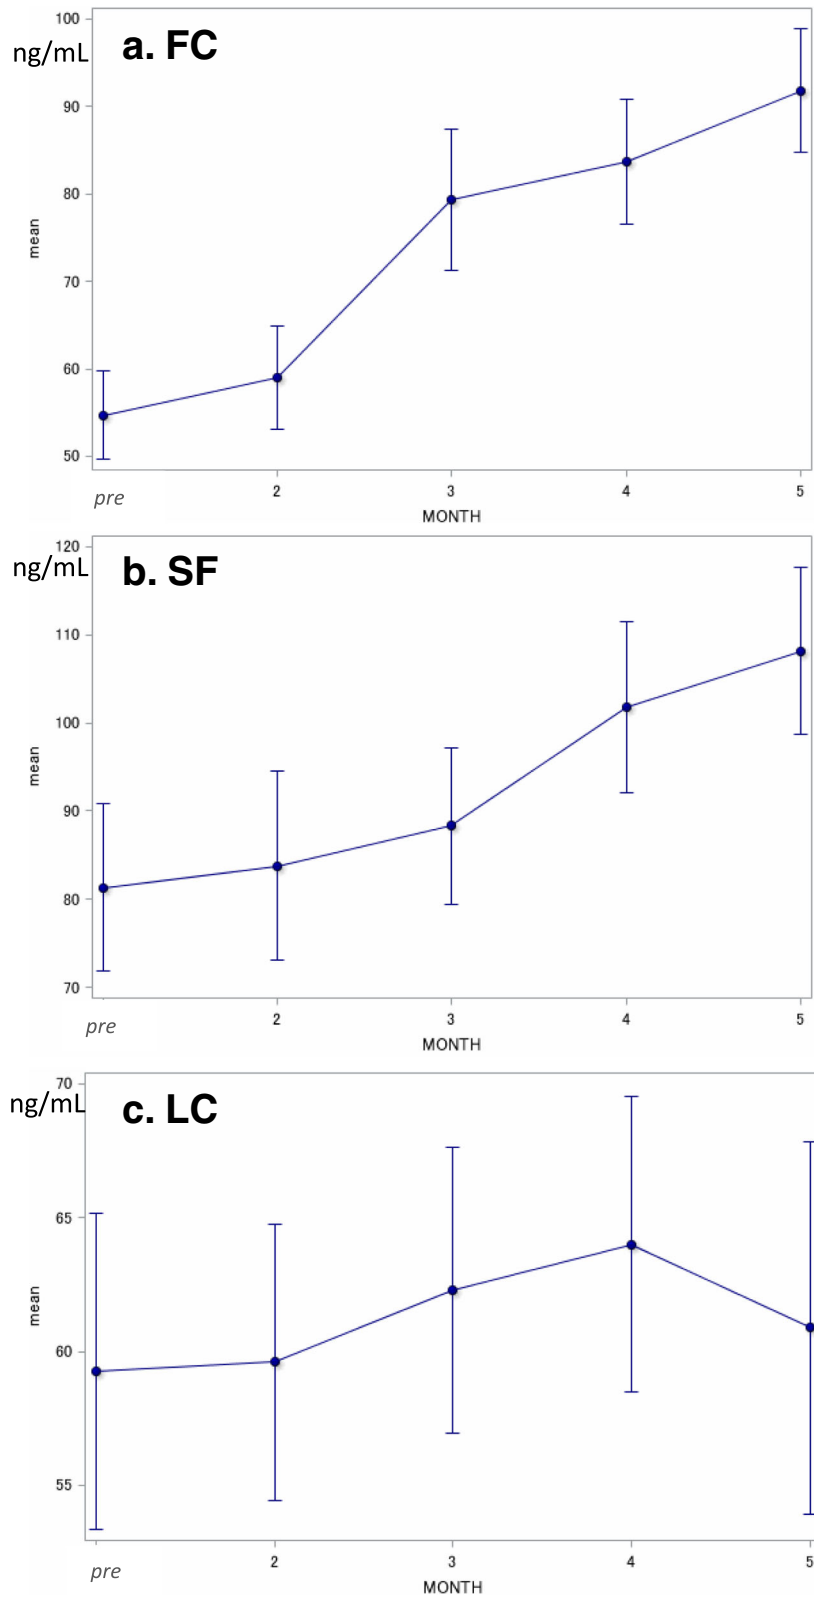 a. FC
ng/mL
100
90
80
70
60
50
mean
pre 2 3 4 5
MONTH
b. SF
ng/mL
120
110
100
90
80
70
mean
pre 2 3 4 5
MONTH
c. LC
ng/mL
70
65
60
55
mean
pre 2 3 4 5
MONTH